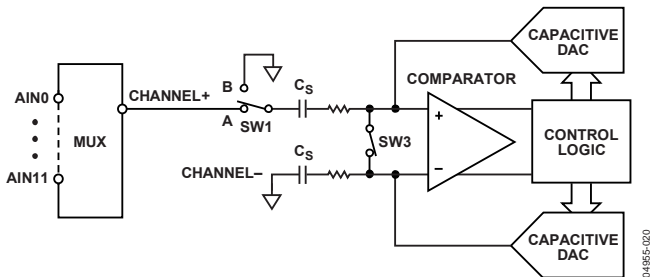 CAPACITIVE
DAC
B
COMPARATOR
CS
AIN0
CHANNEL+
A
SW1
+
MUX
SW3
CONTROL
LOGIC
CS
–
AIN11
CHANNEL–
CAPACITIVE
DAC
04955-020